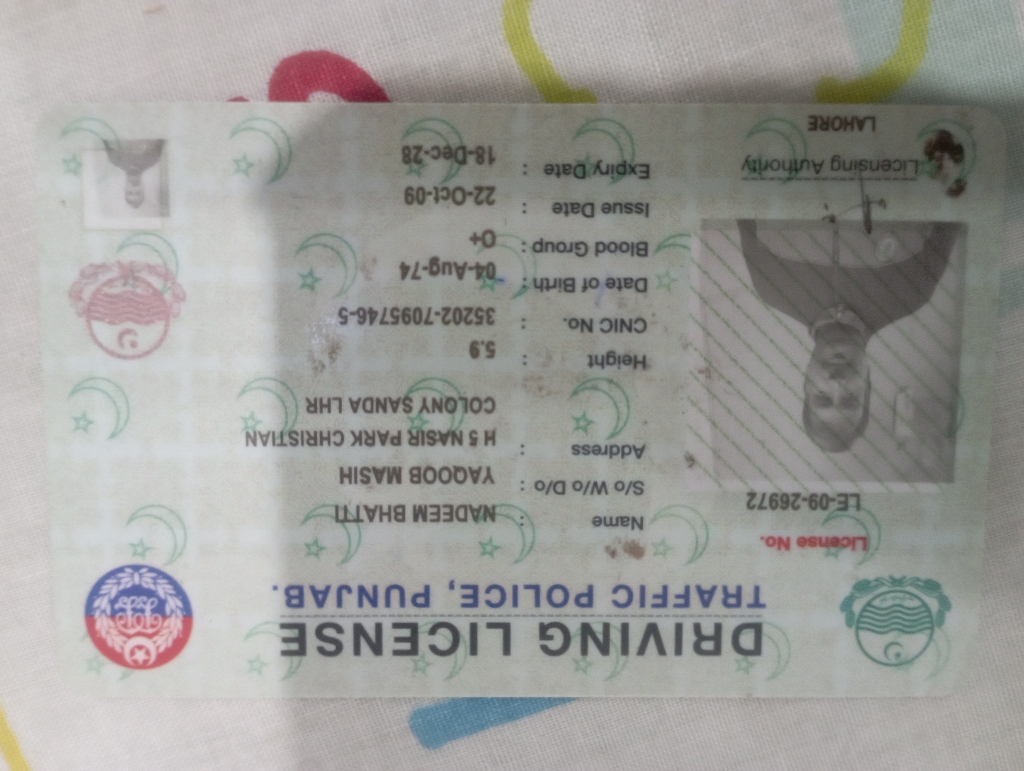 DRIVING LICENSE
TRAFFIC POLICE, PUNJAB.
License No.
LE-09-26972
Name : NADEEM BHATTI
S/o W/o D/o : YAQOOB MASIH
Address : H 5 NASIR PARK CHRISTIAN
COLONY SANDA LHR
Height : 5.9
CNIC No. : 35202-7095746-5
Date of Birth : 04-Aug-74
Blood Group : O+
Issue Date : 22-Oct-09
Expiry Date : 18-Dec-28
Licensing Authority
LAHORE